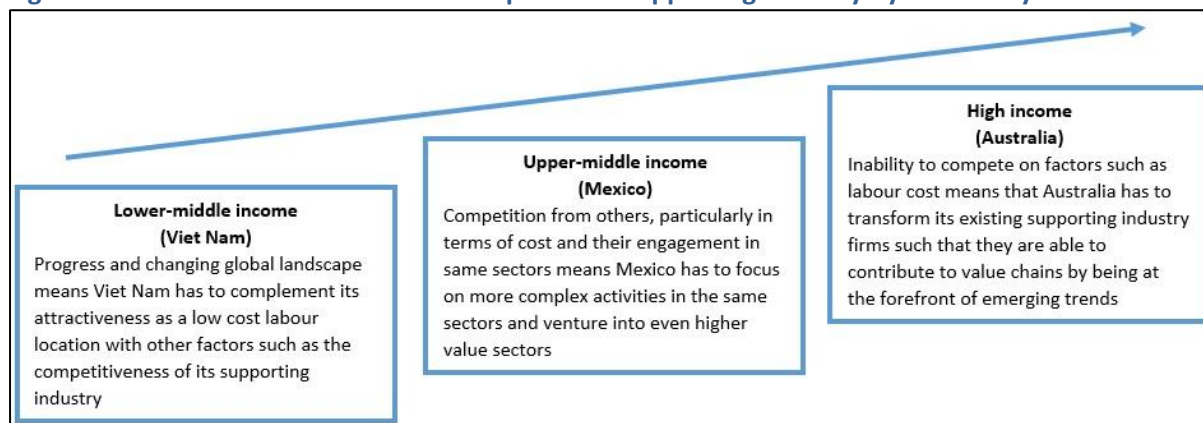 Lower-middle income
(Viet Nam)
Progress and changing global landscape
means Viet Nam has to complement its
attractiveness as a low cost labour
location with other factors such as the
competitiveness of its supporting
industry
Upper-middle income
(Mexico)
Competition from others, particularly in
terms of cost and their engagement in
same sectors means Mexico has to focus
on more complex activities in the same
sectors and venture into even higher
value sectors
High income
(Australia)
Inability to compete on factors such as
labour cost means that Australia has to
transform its existing supporting industry
firms such that they are able to
contribute to value chains by being at
the forefront of emerging trends